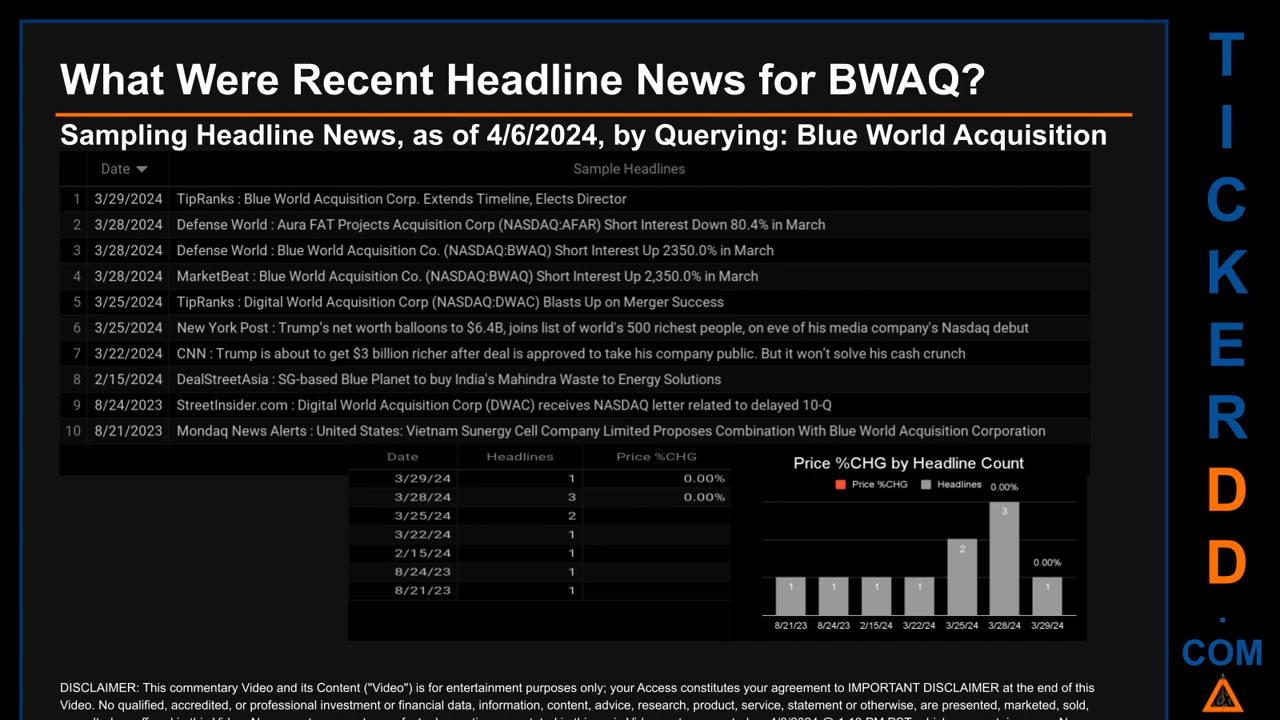 What Were Recent Headline News for BWAQ?
Sampling Headline News, as of 4/6/2024, by Querying: Blue World Acquisition
Date Sample Headlines
1 3/29/2024 TipRanks : Blue World Acquisition Corp. Extends Timeline, Elects Director
2 3/28/2024 Defense World : Aura FAT Projects Acquisition Corp (NASDAQ:AFAR) Short Interest Down 80.4% in March
3 3/28/2024 Defense World : Blue World Acquisition Co. (NASDAQ:BWAQ) Short Interest Up 2350.0% in March
4 3/28/2024 MarketBeat : Blue World Acquisition Co. (NASDAQ:BWAQ) Short Interest Up 2,350.0% in March
5 3/25/2024 TipRanks : Digital World Acquisition Corp (NASDAQ:DWAC) Blasts Up on Merger Success
6 3/25/2024 New York Post : Trump's net worth balloons to $6.4B, joins list of world's 500 richest people, on eve of his media company's Nasdaq debut
7 3/22/2024 CNN : Trump is about to get $3 billion richer after deal is approved to take his company public. But it won't solve his cash crunch
8 2/15/2024 DealStreetAsia : SG-based Blue Planet to buy India's Mahindra Waste to Energy Solutions
9 8/24/2023 StreetInsider.com : Digital World Acquisition Corp (DWAC) receives NASDAQ letter related to delayed 10-Q
10 8/21/2023 Mondaq News Alerts : United States: Vietnam Sunergy Cell Company Limited Proposes Combination With Blue World Acquisition Corporation
Date Headlines Price %CHG
3/29/24 1 0.00%
3/28/24 3 0.00%
3/25/24 2
3/22/24 1
2/15/24 1
8/24/23 1
8/21/23 1
Price %CHG by Headline Count
Price %CHG Headlines 0.00%
3
2
0.00%
1 1 1 1 1
8/21/23 8/24/23 2/15/24 3/22/24 3/25/24 3/28/24 3/29/24
DISCLAIMER: This commentary Video and its Content ("Video") is for entertainment purposes only; your Access constitutes your agreement to IMPORTANT DISCLAIMER at the end of this
Video. No qualified, accredited, or professional investment or financial data, information, content, advice, research, product, service, statement or otherwise, are presented, marketed, sold,
TICKERDD
.
COM